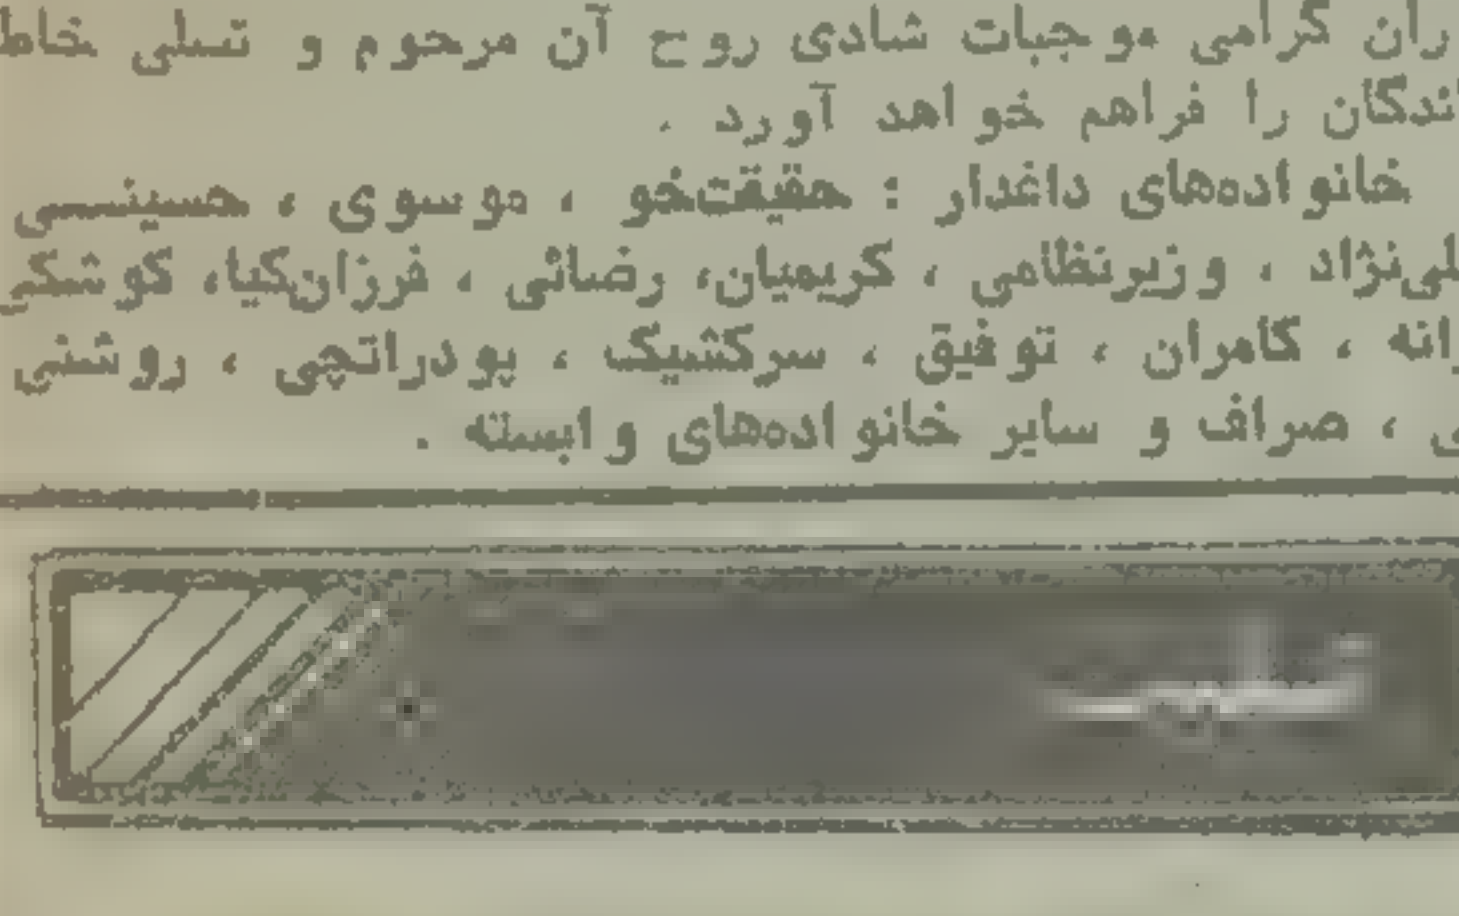 ران گرامی موجبات شادی روح آن مرحوم و تسلی خاط
ندگان را فراهم خواهد آورد .
خانواده‌های داغدار : حقیقت‌خو ، موسوی ، حسینی
لی‌نژاد ، وزیرنظامی ، کریمیان، رضائی ، فرزان‌کیا، کوشکی
انه ، کامران ، توفیق ، سرکشیک ، پودراتچی ، روشنی
ی ، صراف و سایر خانواده‌های وابسته .